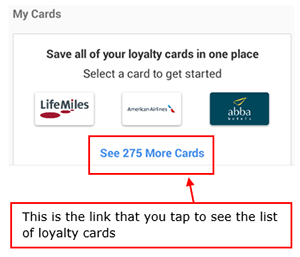 My Cards
Save all of your loyalty cards in one place
Select a card to get started
LifeMiles
American Airlines
abba
hotels
See 275 More Cards
This is the link that you tap to see the list
of loyalty cards